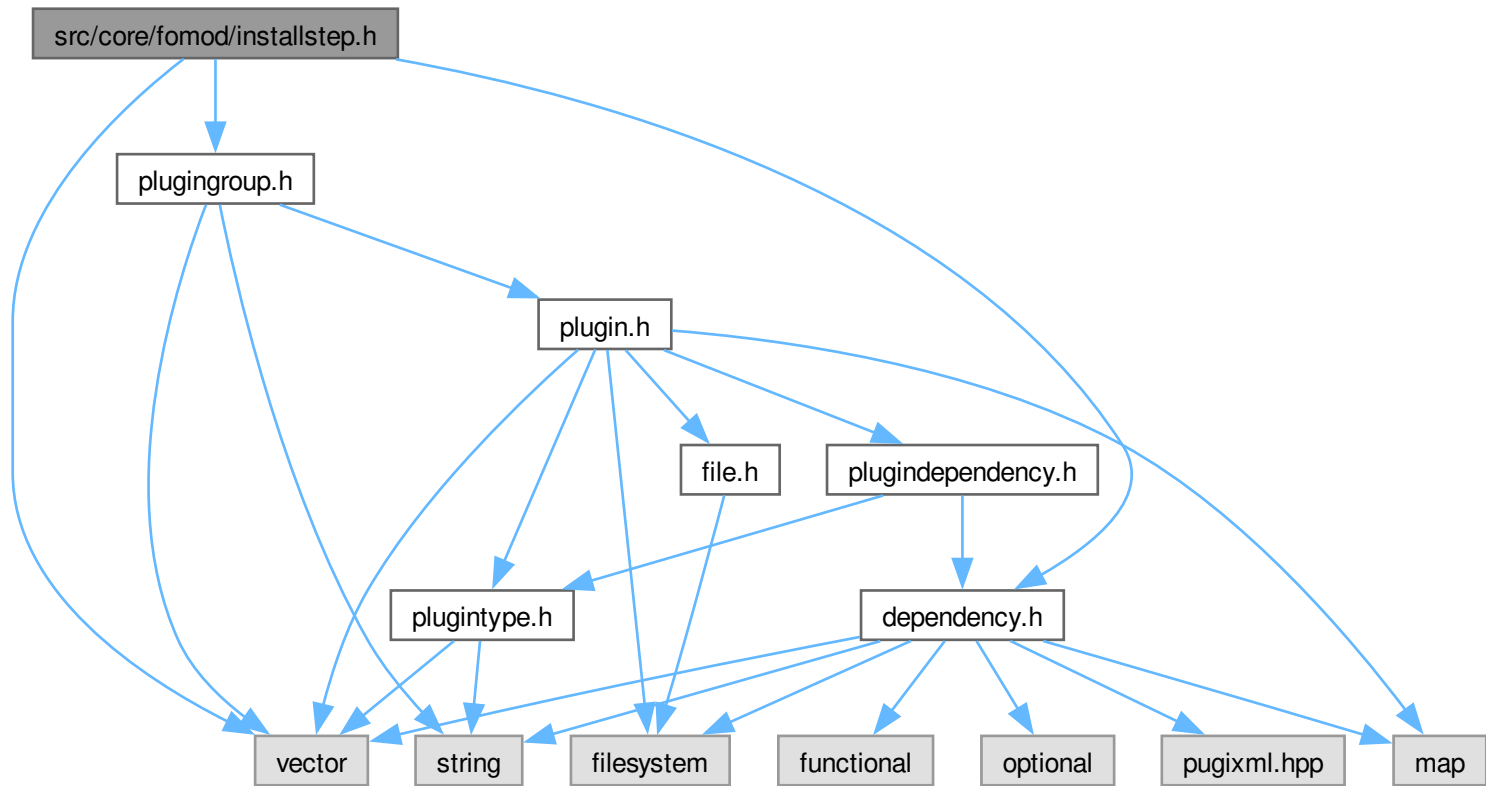 src/core/fomod/installstep.h
plugingroup.h
plugin.h
file.h
plugindependency.h
plugintype.h
dependency.h
vector
string
filesystem
functional
optional
pugixml.hpp
map